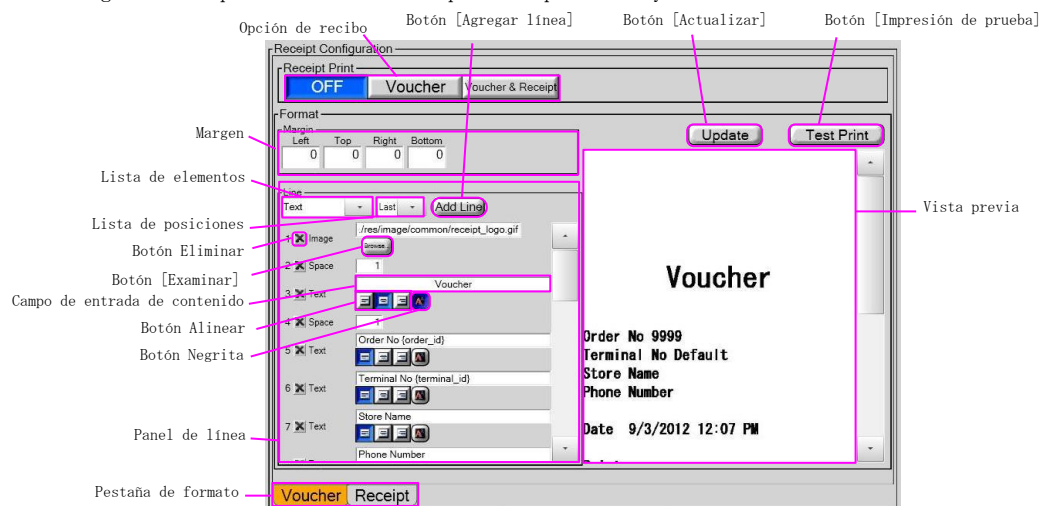 Opción de recibo
Botón [Agregar línea]
Botón [Actualizar]
Botón [Impresión de prueba]
Receipt Configuration
Receipt Print
OFF
Voucher
Voucher & Receipt
Format
Margen
Margin
Left Top Right Bottom
0 0 0 0
Update
Test Print
Lista de elementos
Line
Text
Last
Add Line
Lista de posiciones
Vista previa
1 Image ./res/image/common/receipt_logo.gif
Botón Eliminar
Browse...
2 Space 1
Botón [Examinar]
Voucher
3 Text Voucher
Campo de entrada de contenido
4 Space 1
Botón Alinear
Botón Negrita
5 Text Order No {order_id}
6 Text Terminal No {terminal_id}
7 Text Store Name
Phone Number
Order No 9999
Terminal No Default
Store Name
Phone Number
Date 9/3/2012 12:07 PM
Panel de línea
Pestaña de formato
Voucher
Receipt